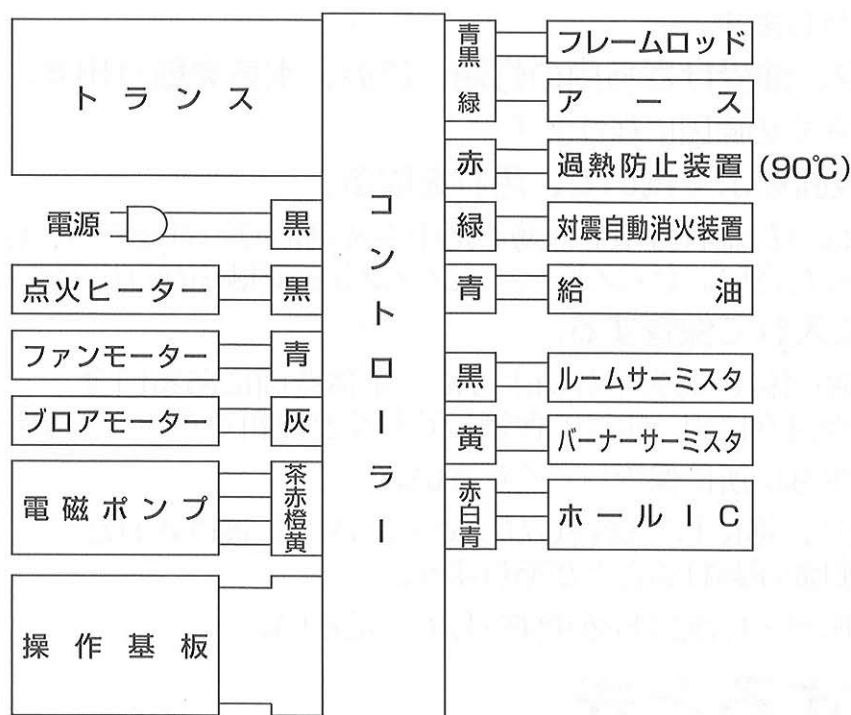 トランス
電源
黒
点火ヒーター
黒
ファンモーター
青
ブロアモーター
灰
電磁ポンプ
茶
赤
橙
黄
操作基板
コントローラー
青
黒
フレームロッド
緑
アース
赤
過熱防止装置
(90℃)
緑
対震自動消火装置
青
給油
黒
ルームサーミスタ
黄
バーナーサーミスタ
赤
白
青
ホールIC